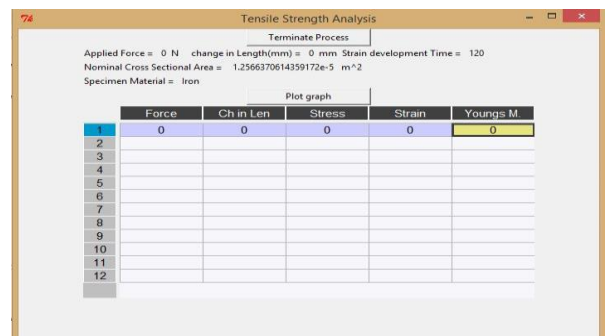 Tensile Strength Analysis
Terminate Process
Applied Force = 0 N change in Length(mm) = 0 mm Strain development Time = 120
Nominal Cross Sectional Area = 1.2566370614359172e-5 m^2
Specimen Material = Iron
Plot graph
Force Ch in Len Stress Strain Youngs M.
1 0 0 0 0 0
2
3
4
5
6
7
8
9
10
11
12